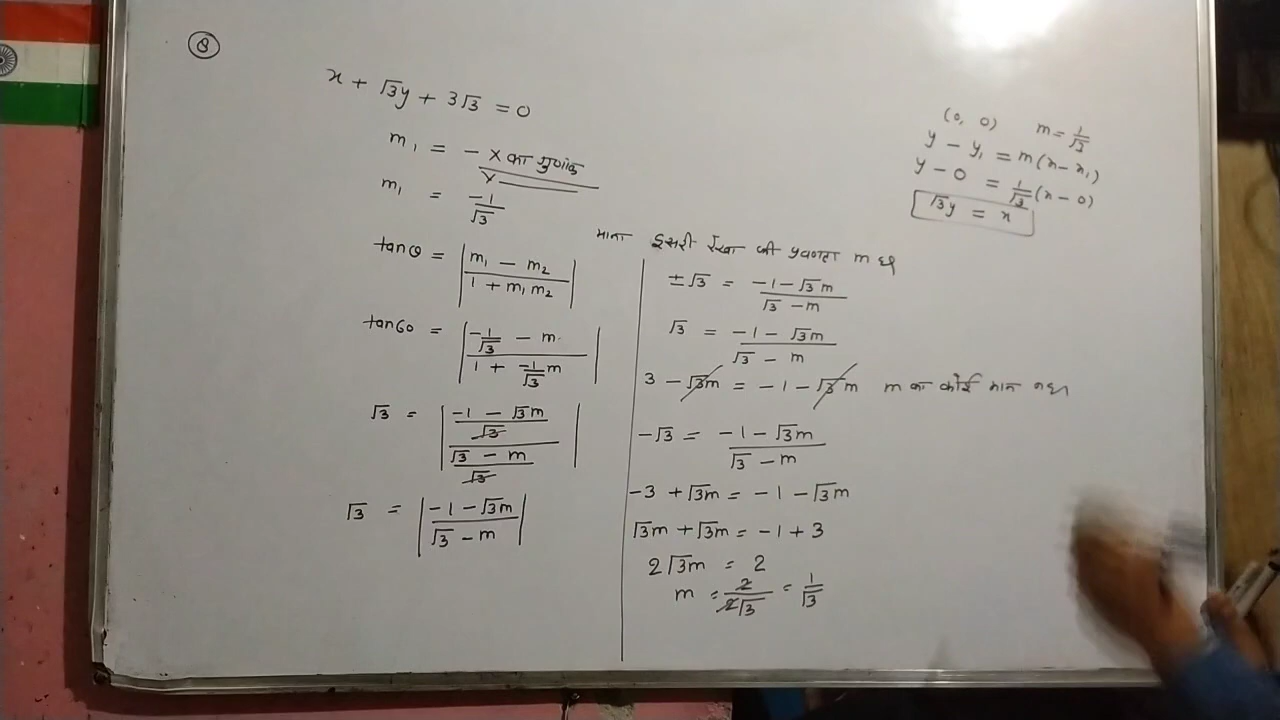 8
x + √3y + 3√3 = 0
m₁ = - x का गुणांक / y
m₁ = -1/√3
tanθ = |(m₁ - m₂)/(1 + m₁m₂)|
tan60 = |(-1/√3 - m)/(1 + -1/√3 m)|
√3 = |((-1 - √3m)/√3)/((√3 - m)/√3)|
√3 = |(-1 - √3m)/(√3 - m)|
माना दूसरी रेखा की प्रवणता m है
±√3 = (-1 - √3m)/(√3 - m)
√3 = (-1 - √3m)/(√3 - m)
3 - √3m = -1 - √3m m का कोई मान नहीं
-√3 = (-1 - √3m)/(√3 - m)
-3 + √3m = -1 - √3m
√3m + √3m = -1 + 3
2√3m = 2
m = 2/2√3 = 1/√3
(0, 0) m = 1/√3
y - y₁ = m(x - x₁)
y - 0 = 1/√3 (x - 0)
√3y = x